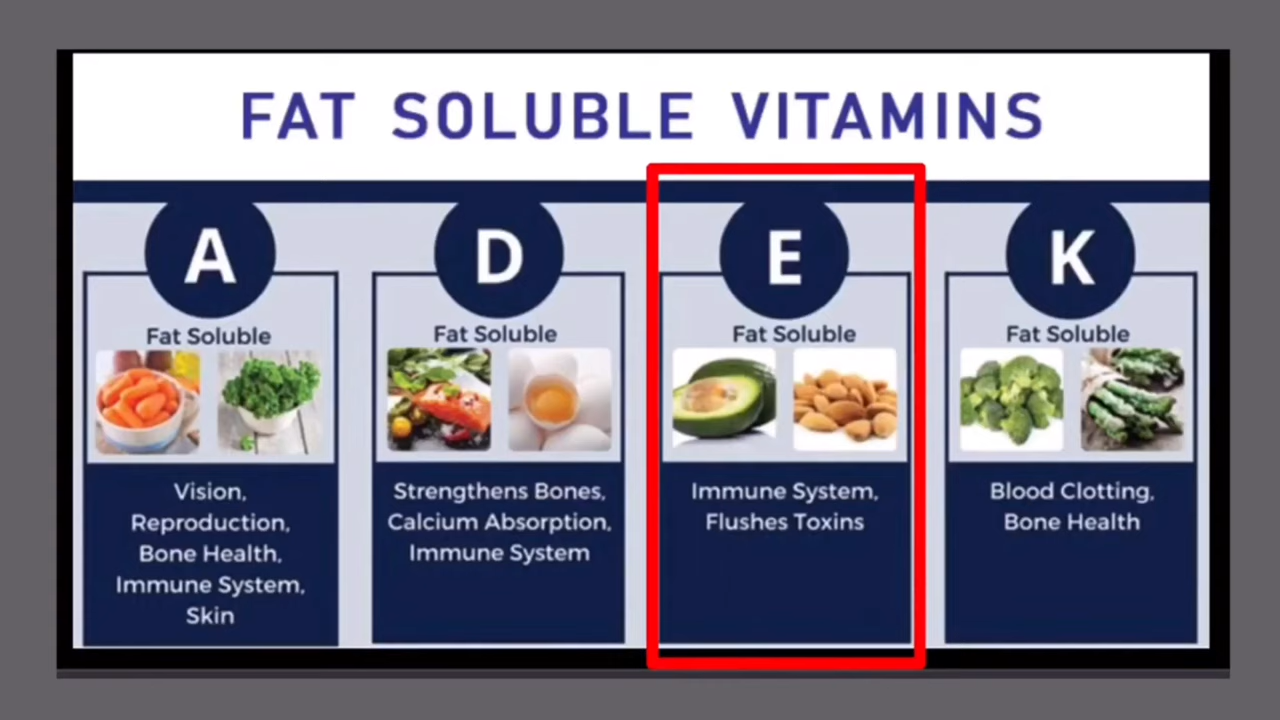 FAT SOLUBLE VITAMINS
A
Fat Soluble
Vision,
Reproduction,
Bone Health,
Immune System,
Skin
D
Fat Soluble
Strengthens Bones,
Calcium Absorption,
Immune System
E
Fat Soluble
Immune System,
Flushes Toxins
K
Fat Soluble
Blood Clotting,
Bone Health